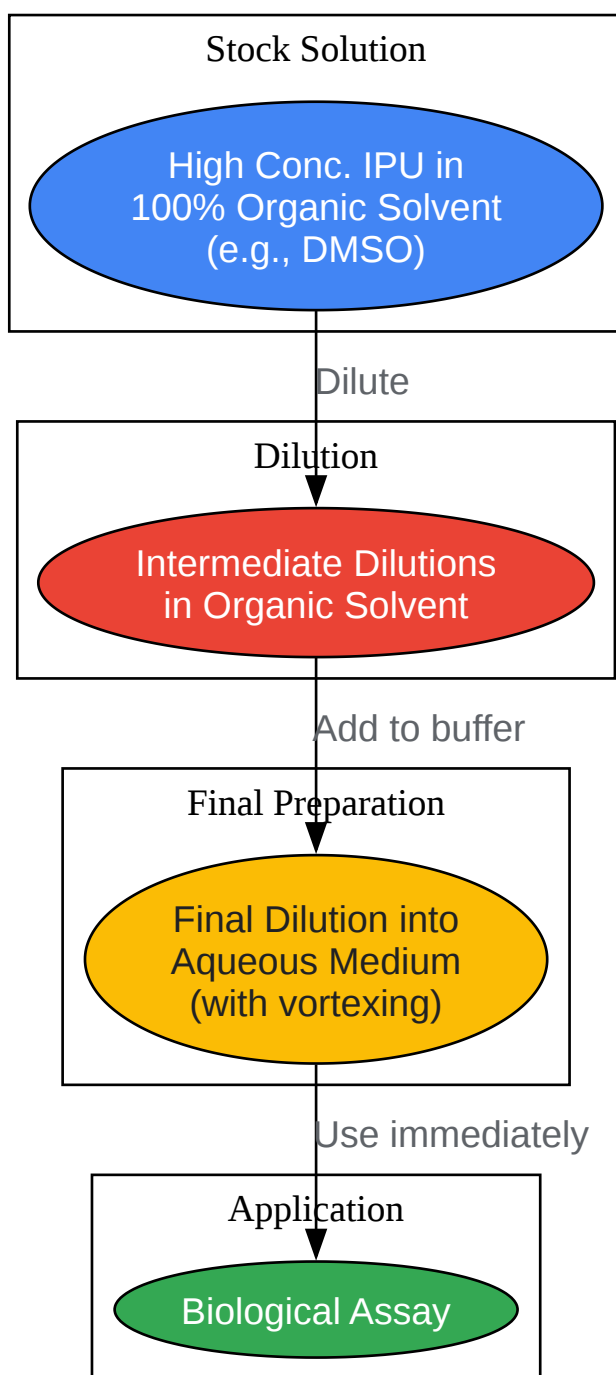 Stock Solution
High Conc. IPU in
100% Organic Solvent
(e.g., DMSO)
Dilute
Dilution
Intermediate Dilutions
in Organic Solvent
Add to buffer
Final Preparation
Final Dilution into
Aqueous Medium
(with vortexing)
Use immediately
Application
Biological Assay